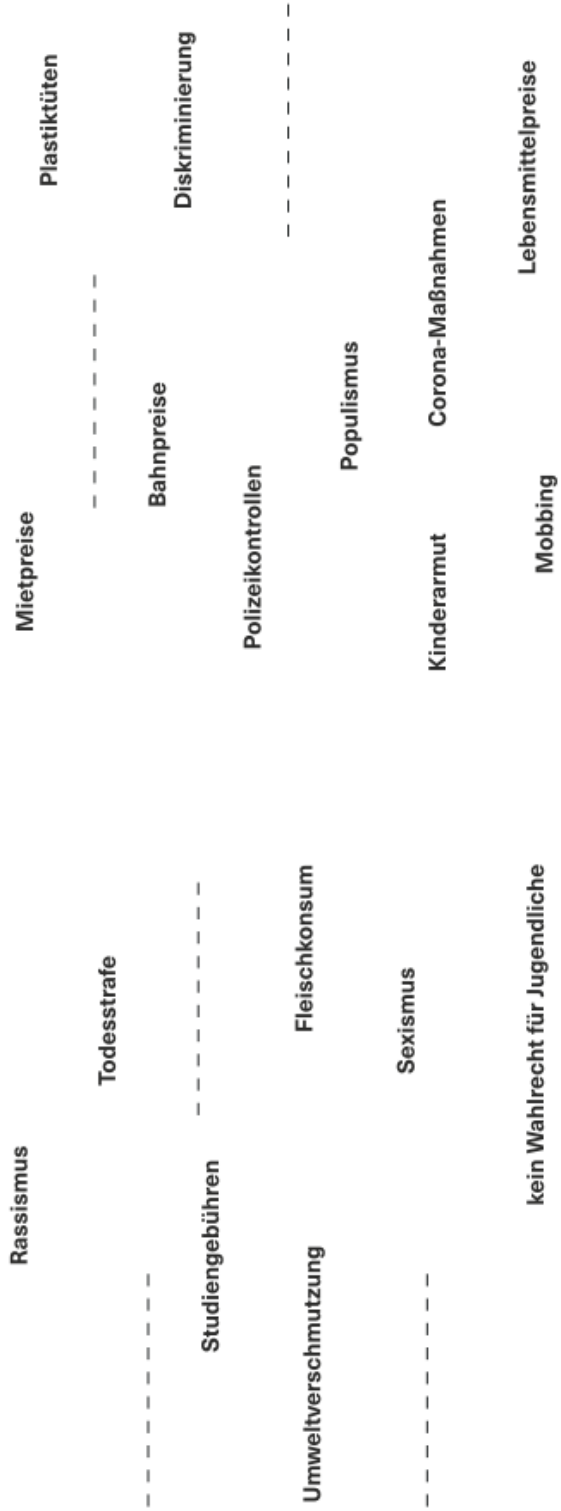 Rassismus
Mietpreise
Plastiktüten
Todesstrafe
Bahnpreise
Diskriminierung
Studiengebühren
Polizeikontrollen
Umweltverschmutzung
Fleischkonsum
Populismus
Sexismus
Kinderarmut
Corona-Maßnahmen
kein Wahlrecht für Jugendliche
Mobbing
Lebensmittelpreise